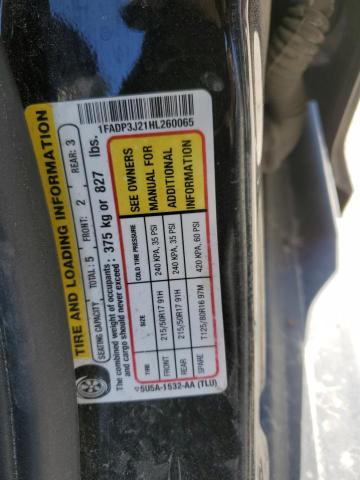 TIRE AND LOADING INFORMATION
SEATING CAPACITY TOTAL: 5 FRONT: 2 REAR: 3
The combined weight of occupants and cargo should never exceed : 375 kg or 827 lbs.
TIRE SIZE COLD TIRE PRESSURE
FRONT 215/50R17 91H 240 KPA, 35 PSI
REAR 215/50R17 91H 240 KPA, 35 PSI
SPARE T125/80R16 97M 420 KPA, 60 PSI
SEE OWNERS
MANUAL FOR
ADDITIONAL
INFORMATION
5U5A-1532-AA (TLU)
1FADP3J21HL260065